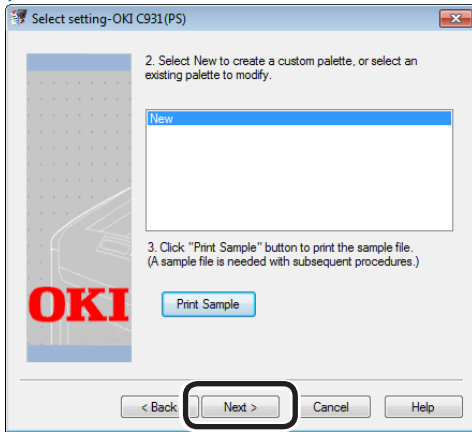 Select setting-OKI C931(PS)
2. Select New to create a custom palette, or select an
existing palette to modify.
New
3. Click "Print Sample" button to print the sample file.
(A sample file is needed with subsequent procedures.)
OKI
Print Sample
< Back
Next >
Cancel
Help